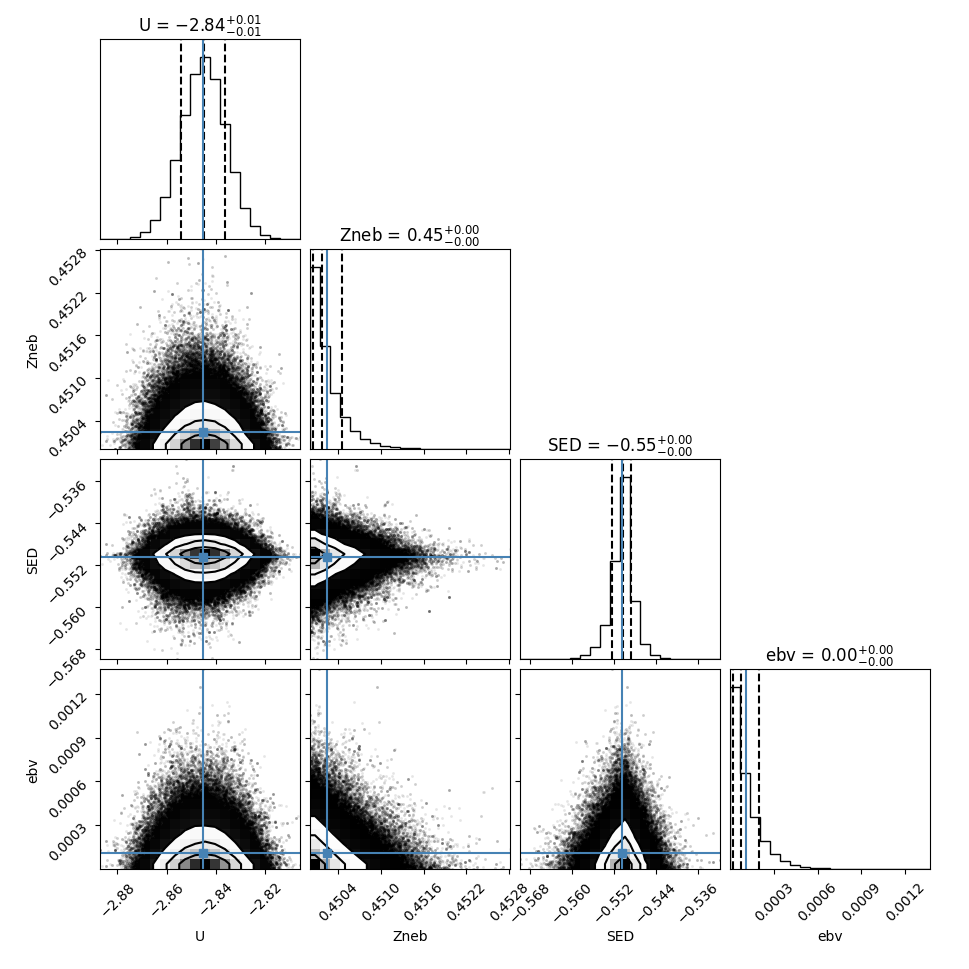 U = −2.84+0.01−0.01
Zneb = 0.45+0.00−0.00
0.4528
0.4522
0.4516
0.4510
0.4504
Zneb
SED = −0.55+0.00−0.00
−0.536
−0.544
−0.552
−0.560
−0.568
SED
ebv = 0.00+0.00−0.00
0.0012
0.0009
0.0006
0.0003
ebv
−2.88 −2.86 −2.84 −2.82
0.4504 0.4510 0.4516 0.4522 0.4528
−0.568 −0.560 −0.552 −0.544 −0.536
0.0003 0.0006 0.0009 0.0012
U Zneb SED ebv